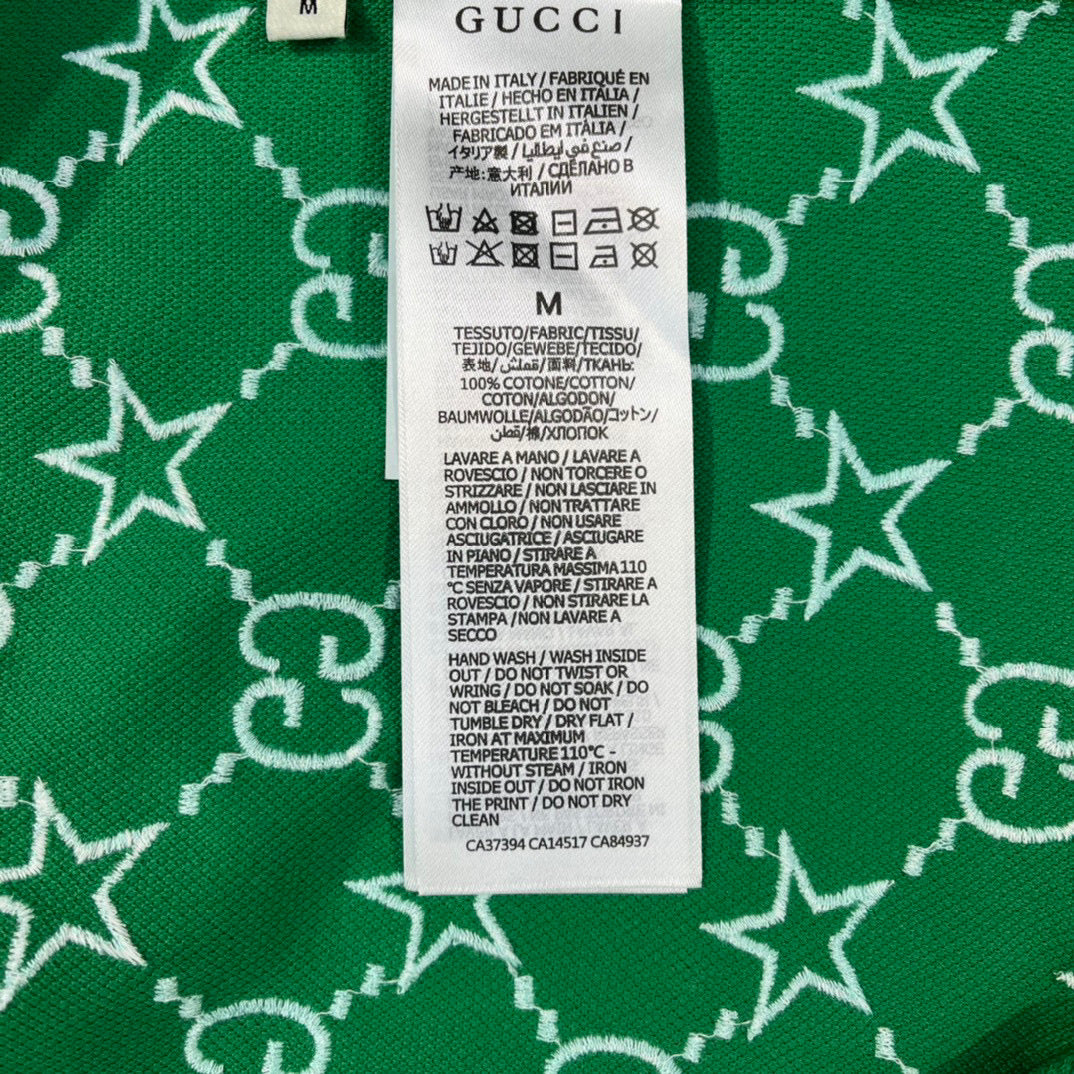 M
GUCCI
MADE IN ITALY / FABRIQUÉ EN
ITALIE / HECHO EN ITALIA /
HERGESTELLT IN ITALIEN /
FABRICADO EM ITÁLIA /
イタリア製 / صنع في ايطاليا /
产地:意大利 / СДЕЛАНО В
ИТАЛИИ
M
TESSUTO/FABRIC/TISSU/
TEJIDO/GEWEBE/TECIDO/
表地/قماش/面料/ТКАНЬ:
100% COTONE/COTTON/
COTON/ALGODON/
BAUMWOLLE/ALGODÃO/コットン/
قطن/棉/ХЛОПОК
LAVARE A MANO / LAVARE A
ROVESCIO / NON TORCERE O
STRIZZARE / NON LASCIARE IN
AMMOLLO / NON TRATTARE
CON CLORO / NON USARE
ASCIUGATRICE / ASCIUGARE
IN PIANO / STIRARE A
TEMPERATURA MASSIMA 110
°C SENZA VAPORE / STIRARE A
ROVESCIO / NON STIRARE LA
STAMPA / NON LAVARE A
SECCO
HAND WASH / WASH INSIDE
OUT / DO NOT TWIST OR
WRING / DO NOT SOAK / DO
NOT BLEACH / DO NOT
TUMBLE DRY / DRY FLAT /
IRON AT MAXIMUM
TEMPERATURE 110°C -
WITHOUT STEAM / IRON
INSIDE OUT / DO NOT IRON
THE PRINT / DO NOT DRY
CLEAN
CA37394 CA14517 CA84937